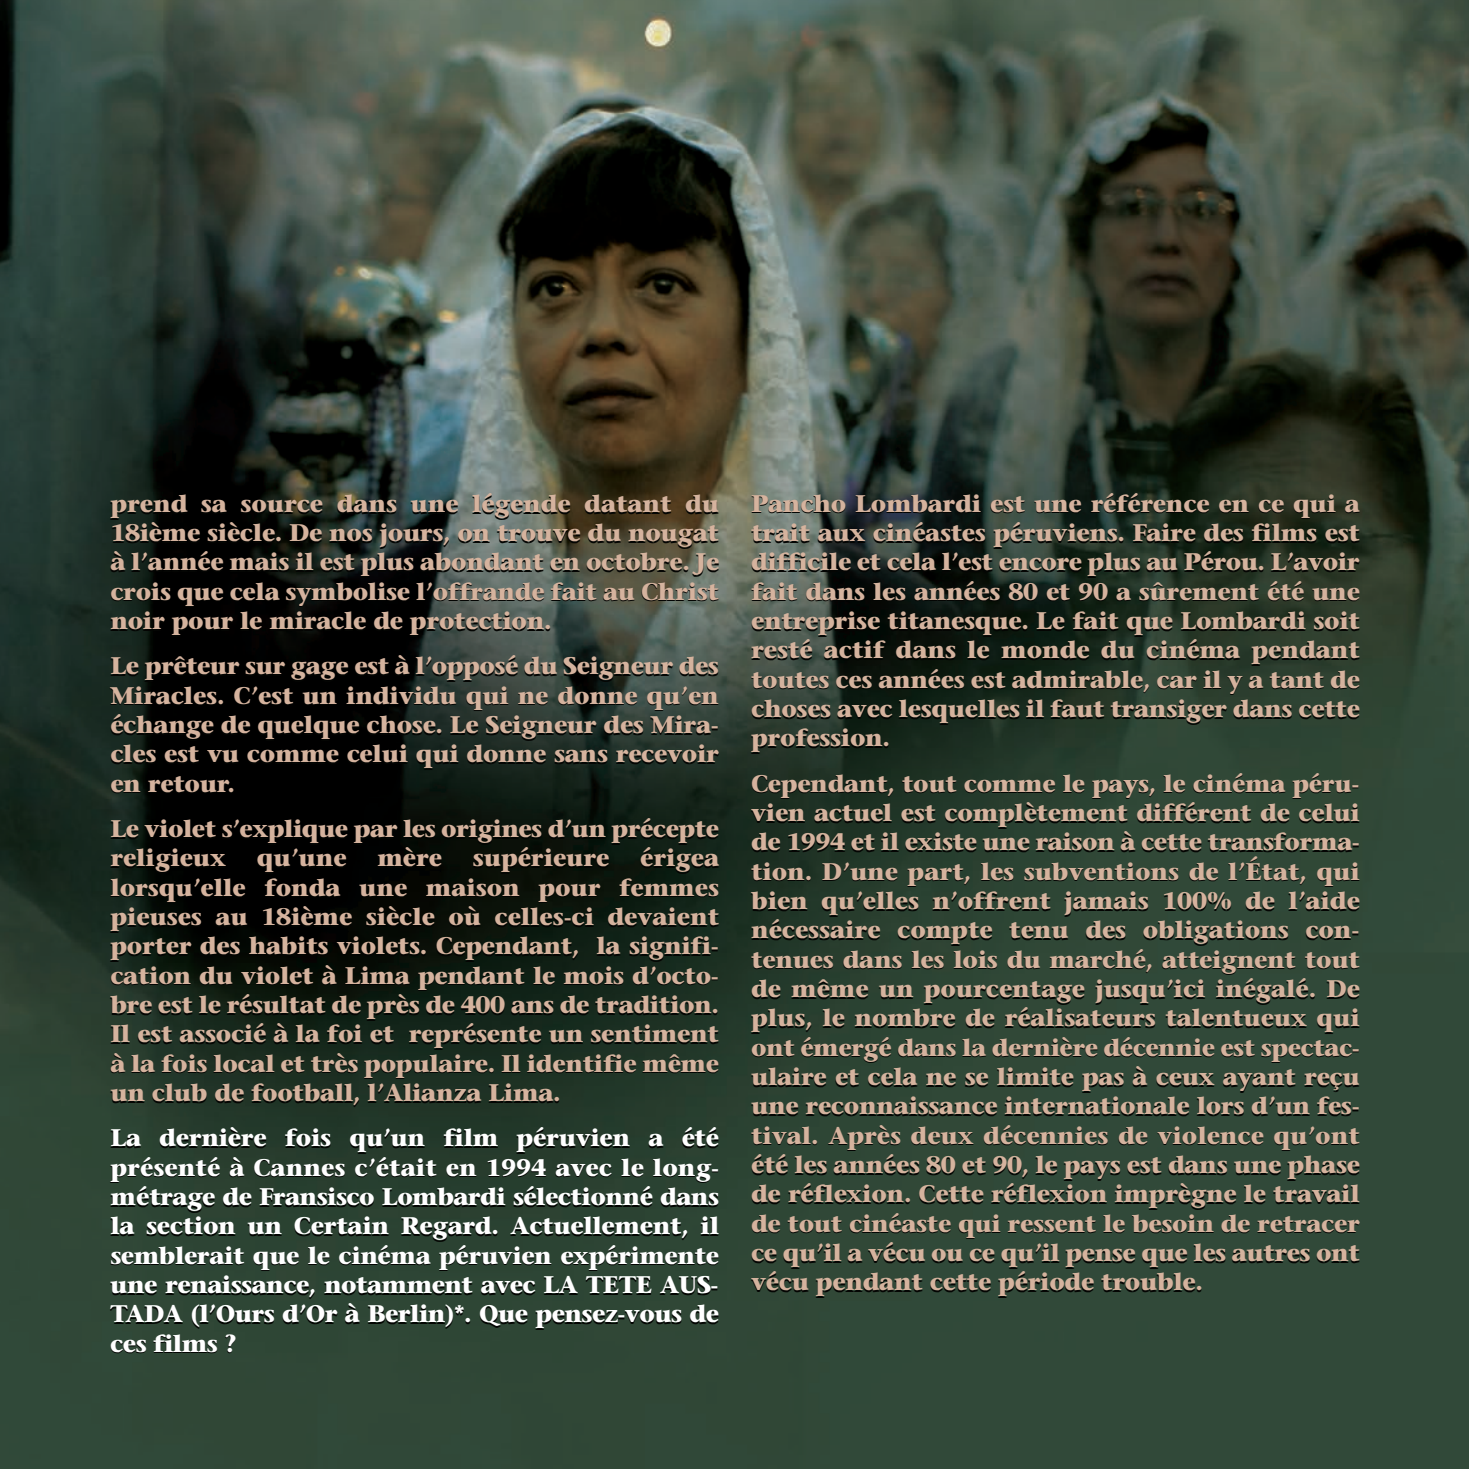 prend sa source dans une légende datant du
18ième siècle. De nos jours, on trouve du nougat
à l’année mais il est plus abondant en octobre. Je
crois que cela symbolise l’offrande fait au Christ
noir pour le miracle de protection.
Le prêteur sur gage est à l’opposé du Seigneur des
Miracles. C’est un individu qui ne donne qu’en
échange de quelque chose. Le Seigneur des Mira-
cles est vu comme celui qui donne sans recevoir
en retour.
Le violet s’explique par les origines d’un précepte
religieux qu’une mère supérieure érigea
lorsqu’elle fonda une maison pour femmes
pieuses au 18ième siècle où celles-ci devaient
porter des habits violets. Cependant, la signifi-
cation du violet à Lima pendant le mois d’octo-
bre est le résultat de près de 400 ans de tradition.
Il est associé à la foi et représente un sentiment
à la fois local et très populaire. Il identifie même
un club de football, l’Alianza Lima.
La dernière fois qu’un film péruvien a été
présenté à Cannes c’était en 1994 avec le long-
métrage de Fransisco Lombardi sélectionné dans
la section un Certain Regard. Actuellement, il
semblerait que le cinéma péruvien expérimente
une renaissance, notamment avec LA TETE AUS-
TADA (l’Ours d’Or à Berlin)*. Que pensez-vous de
ces films ?
Pancho Lombardi est une référence en ce qui a
trait aux cinéastes péruviens. Faire des films est
difficile et cela l’est encore plus au Pérou. L’avoir
fait dans les années 80 et 90 a sûrement été une
entreprise titanesque. Le fait que Lombardi soit
resté actif dans le monde du cinéma pendant
toutes ces années est admirable, car il y a tant de
choses avec lesquelles il faut transiger dans cette
profession.
Cependant, tout comme le pays, le cinéma péru-
vien actuel est complètement différent de celui
de 1994 et il existe une raison à cette transforma-
tion. D’une part, les subventions de l’État, qui
bien qu’elles n’offrent jamais 100% de l’aide
nécessaire compte tenu des obligations con-
tenues dans les lois du marché, atteignent tout
de même un pourcentage jusqu’ici inégalé. De
plus, le nombre de réalisateurs talentueux qui
ont émergé dans la dernière décennie est spectac-
ulaire et cela ne se limite pas à ceux ayant reçu
une reconnaissance internationale lors d’un fes-
tival. Après deux décennies de violence qu’ont
été les années 80 et 90, le pays est dans une phase
de réflexion. Cette réflexion imprègne le travail
de tout cinéaste qui ressent le besoin de retracer
ce qu’il a vécu ou ce qu’il pense que les autres ont
vécu pendant cette période trouble.